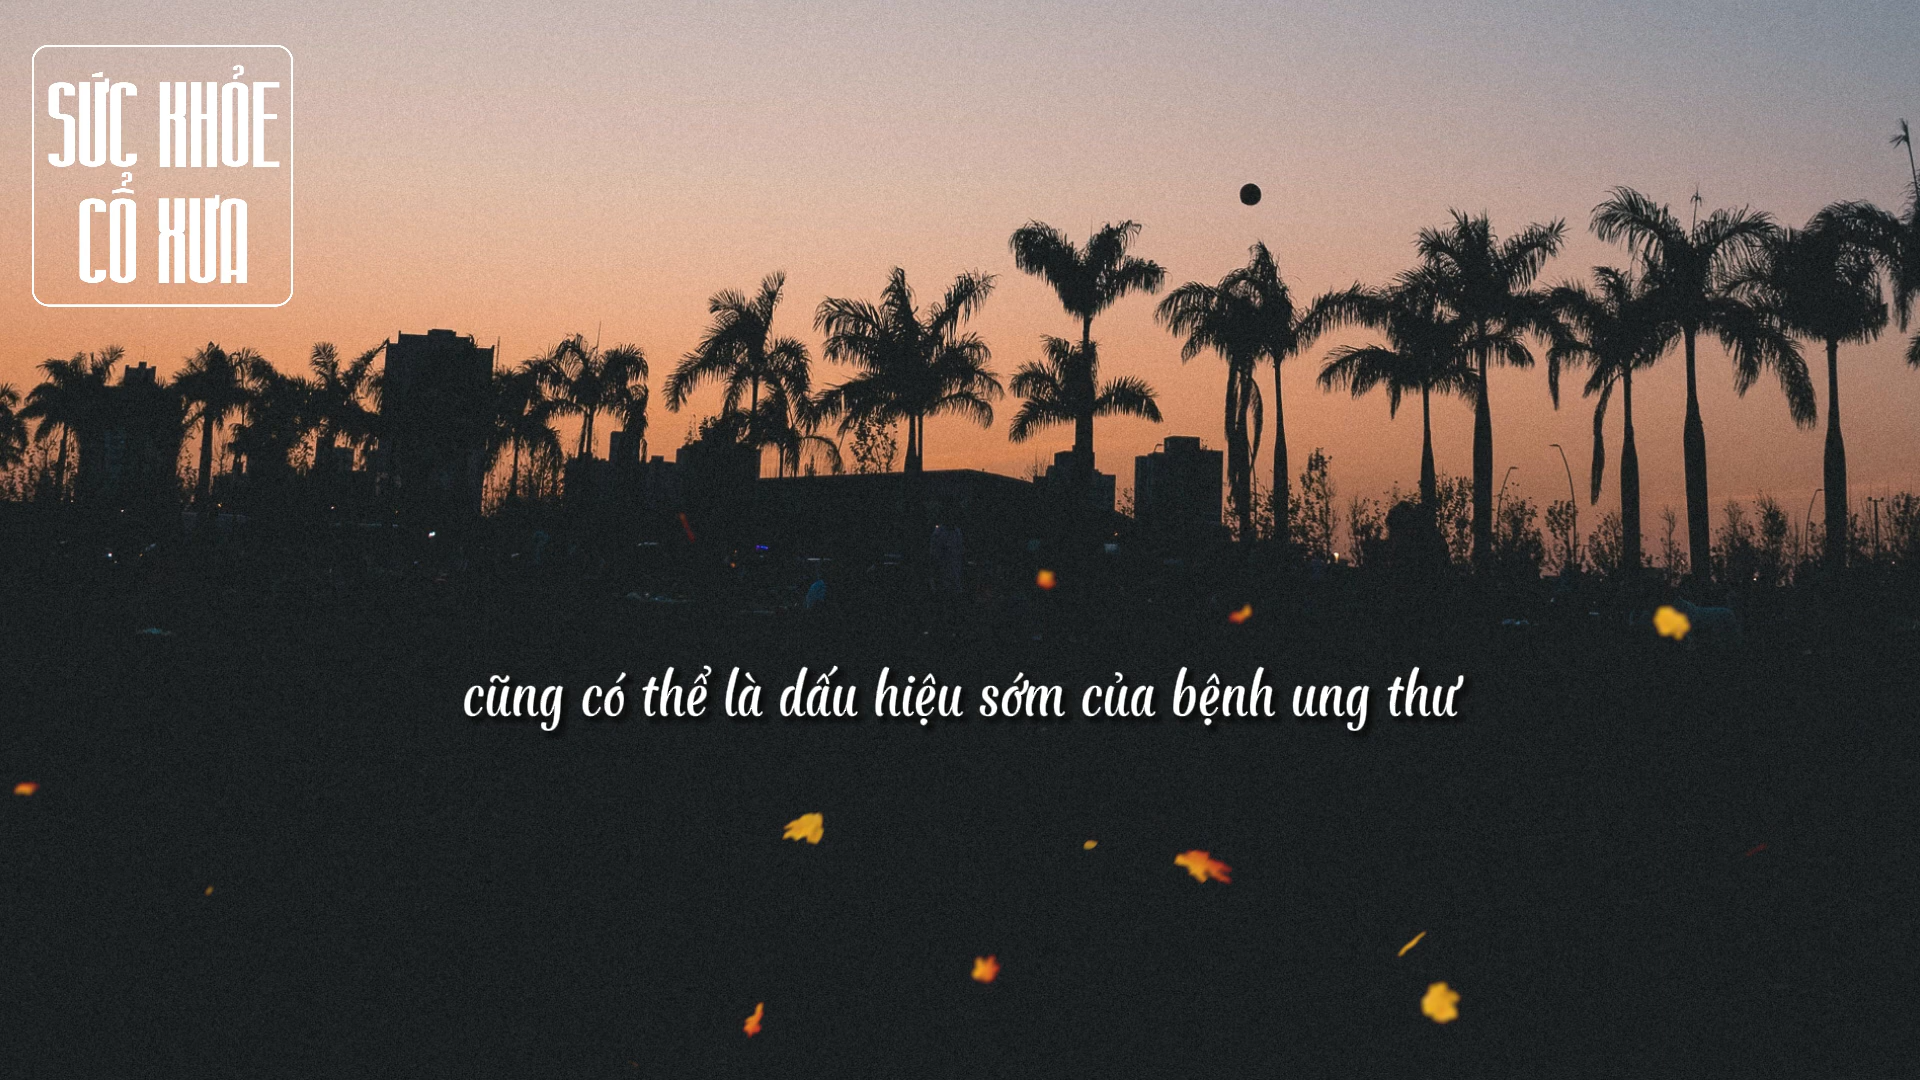 SỨC KHỎE
CỔ XƯA
cũng có thể là dấu hiệu sớm của bệnh ung thư